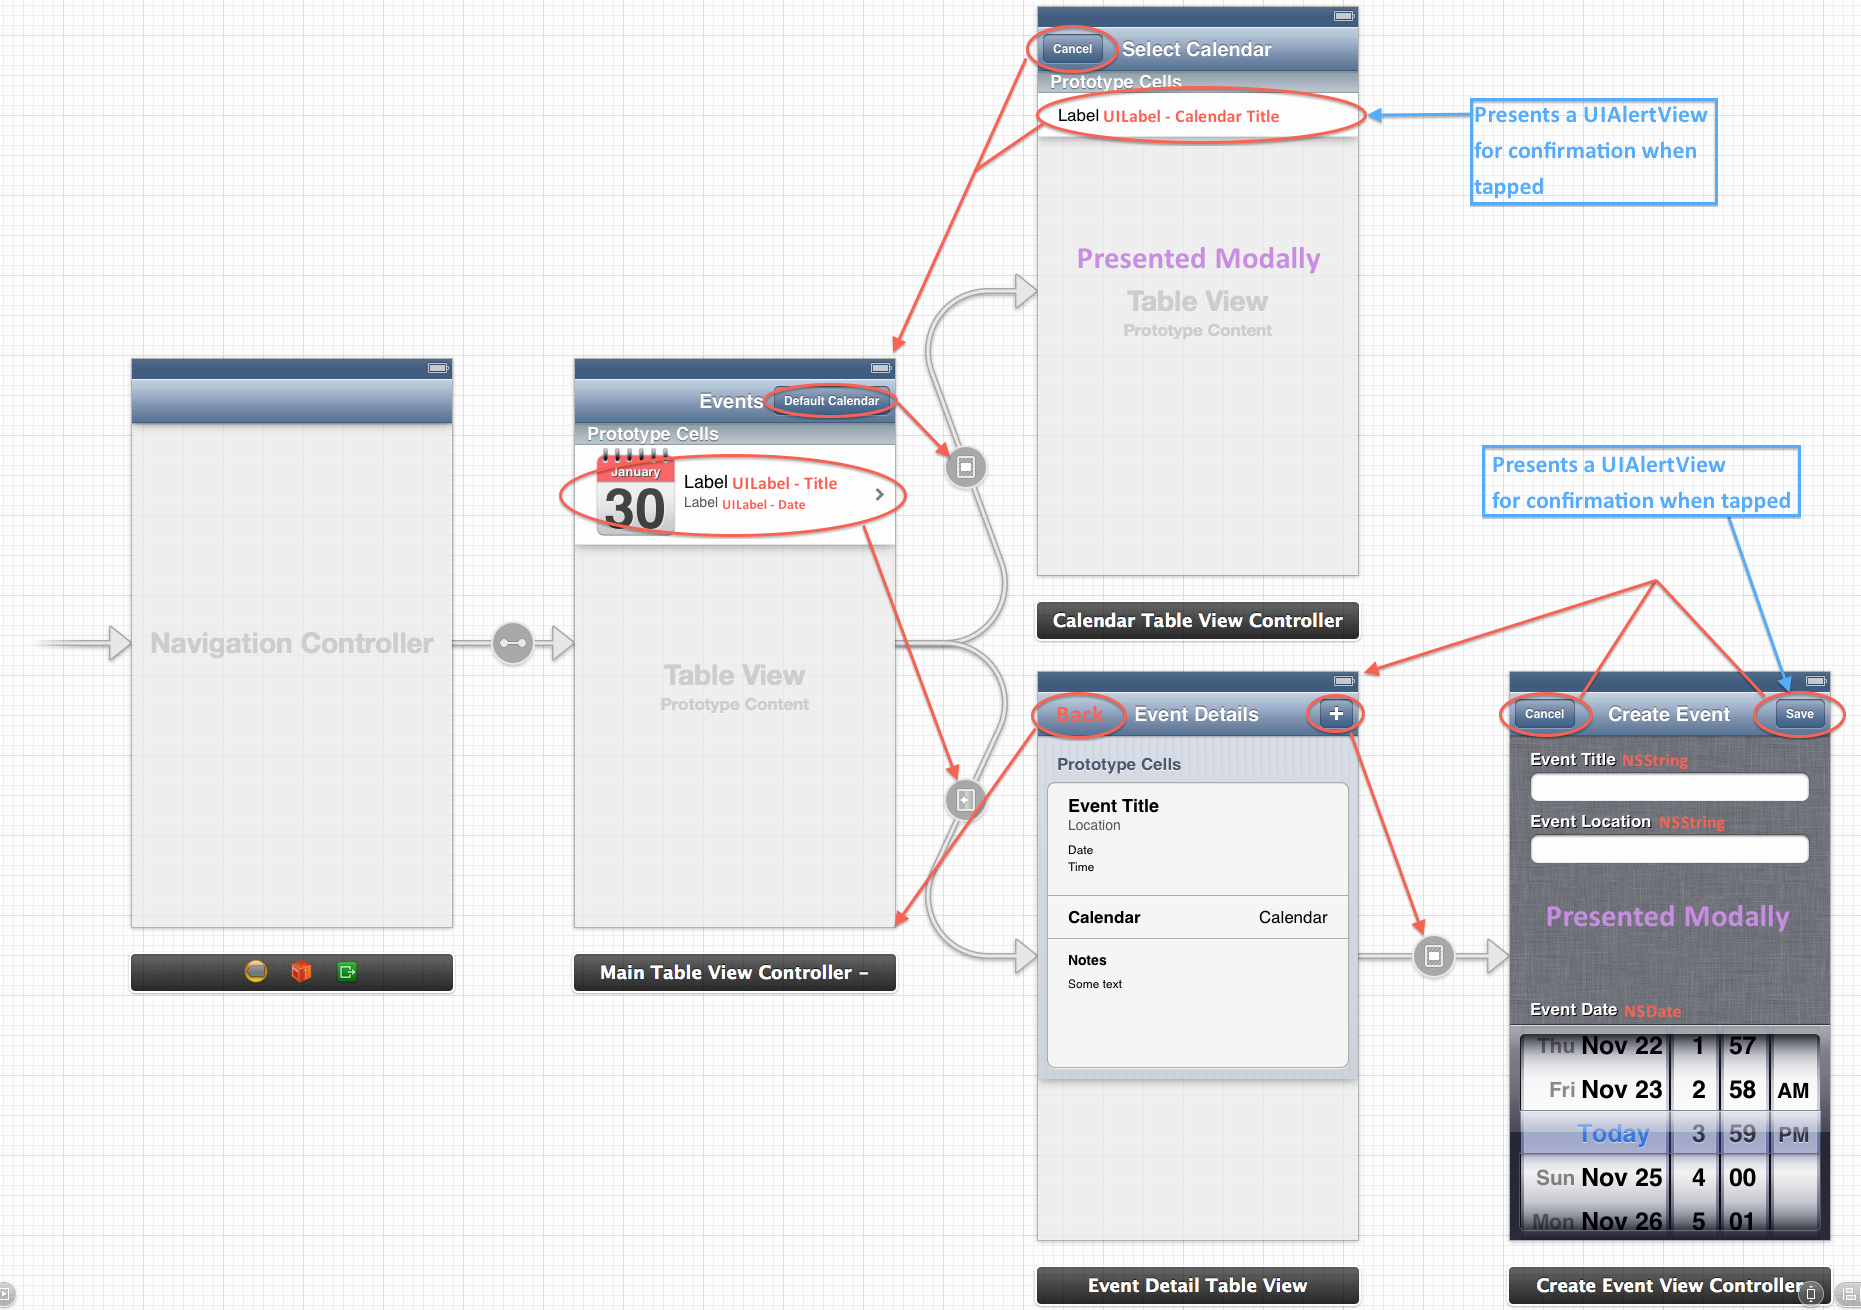 Cancel
Select Calendar
Prototype Cells
Label UILabel - Calendar Title
Presents a UIAlertView
for confirmation when
tapped
Presented Modally
Table View
Prototype Content
Calendar Table View Controller
Navigation Controller
Events
Default Calendar
Prototype Cells
January
30
Label UILabel - Title
Label UILabel - Date
Table View
Prototype Content
Main Table View Controller –
Presents a UIAlertView
for confirmation when tapped
Back
Event Details
+
Prototype Cells
Event Title
Location
Date
Time
Calendar
Calendar
Notes
Some text
Event Detail Table View
Cancel
Create Event
Save
Event Title NSString
Event Location NSString
Presented Modally
Event Date NSDate
Thu Nov 22 1 57
Fri Nov 23 2 58 AM
Today 3 59 PM
Sun Nov 25 4 00
Mon Nov 26 5 01
Create Event View Controller